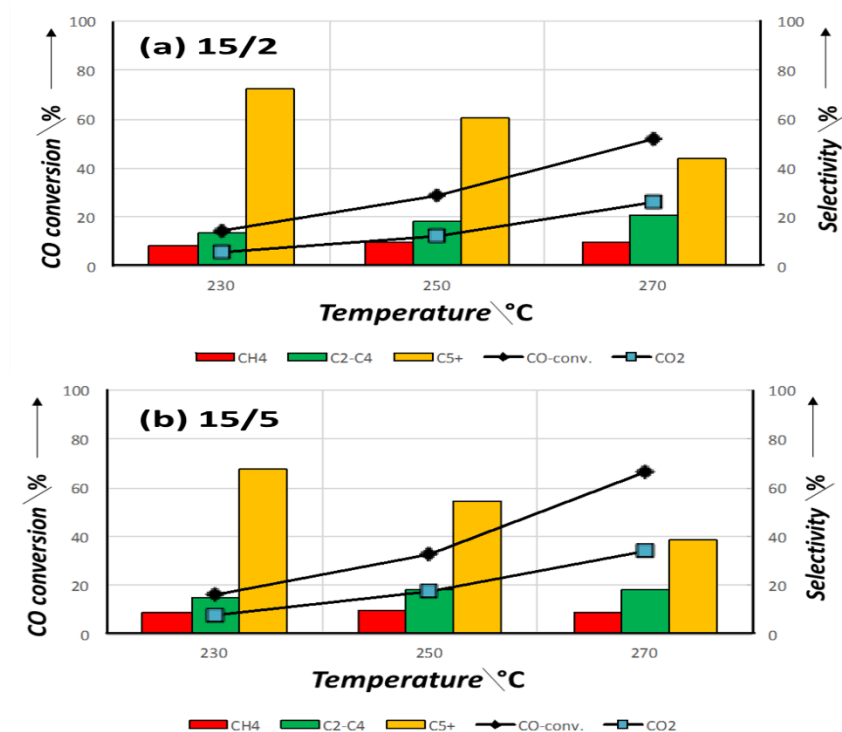 (a) 15/2
CO conversion \ %
100
80
60
40
20
0
100
80
60
40
20
0
Selectivity \ %
230
250
270
Temperature \ °C
CH4
C2-C4
C5+
CO-conv.
CO2
(b) 15/5
CO conversion \ %
100
80
60
40
20
0
100
80
60
40
20
0
Selectivity \ %
230
250
270
Temperature \ °C
CH4
C2-C4
C5+
CO-conv.
CO2